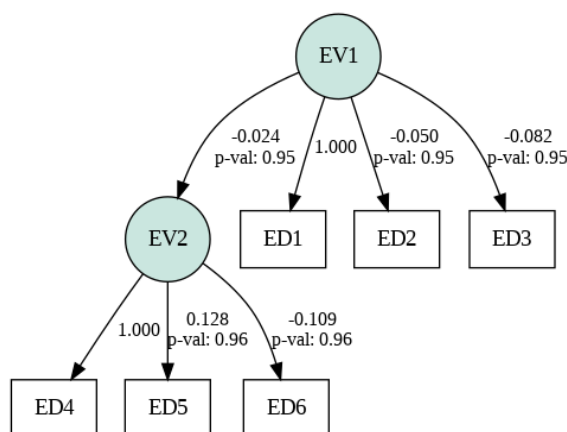 EV1
-0.024
p-val: 0.95
1.000
-0.050
p-val: 0.95
-0.082
p-val: 0.95
EV2
ED1
ED2
ED3
1.000
0.128
p-val: 0.96
-0.109
p-val: 0.96
ED4
ED5
ED6